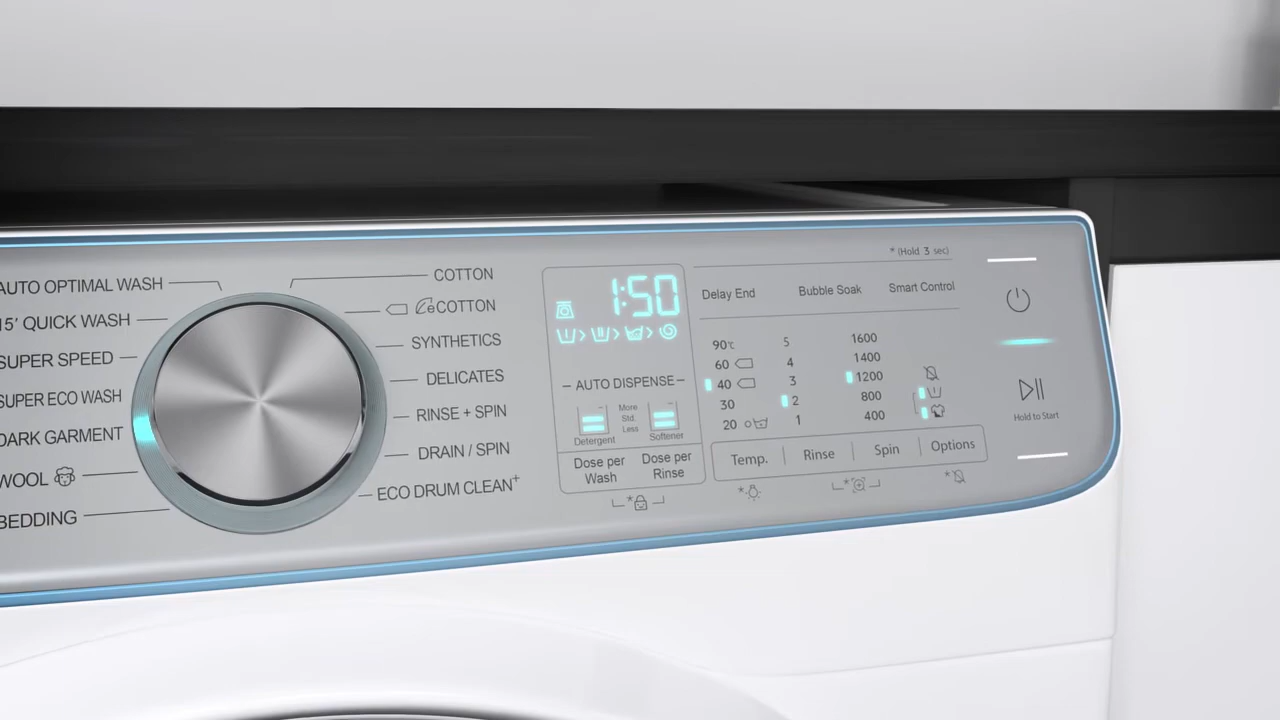 AUTO OPTIMAL WASH
15' QUICK WASH
SUPER SPEED
SUPER ECO WASH
DARK GARMENT
WOOL
BEDDING
COTTON
COTTON
SYNTHETICS
DELICATES
RINSE + SPIN
DRAIN / SPIN
ECO DRUM CLEAN+
1:50
AUTO DISPENSE
More
Std.
Less
Detergent
Softener
Dose per
Wash
Dose per
Rinse
*
*(Hold 3 sec)
Delay End
Bubble Soak
Smart Control
90℃
60
40
30
20
5
4
3
2
1
1600
1400
1200
800
400
Temp.
Rinse
Spin
Options
*
*
*
Hold to Start